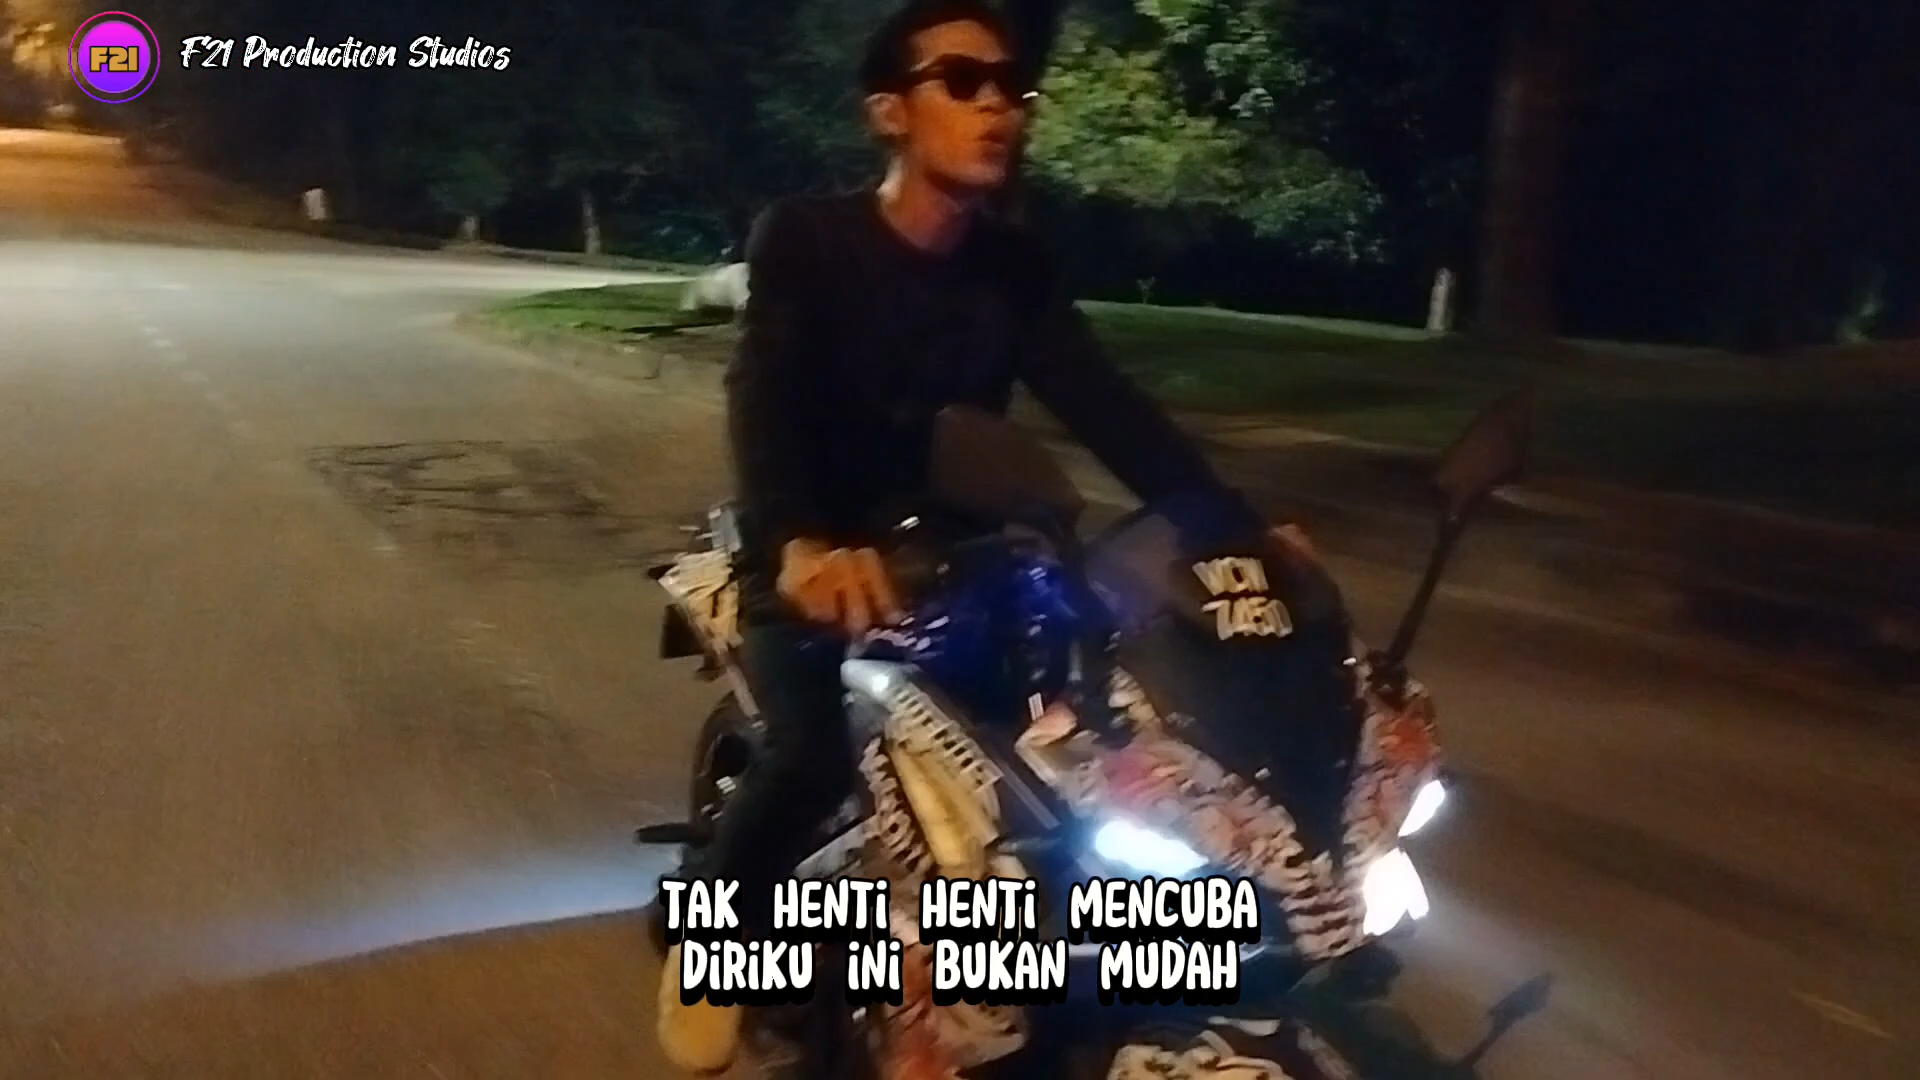 F21
F21 Production Studios
TAK HENTI HENTI MENCUBA
DIRIKU INI BUKAN MUDAH